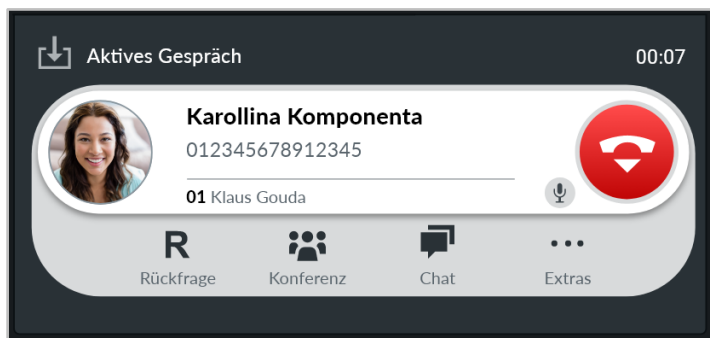 Aktives Gespräch 00:07
Karollina Komponenta
012345678912345
01 Klaus Gouda
R
Rückfrage Konferenz Chat Extras